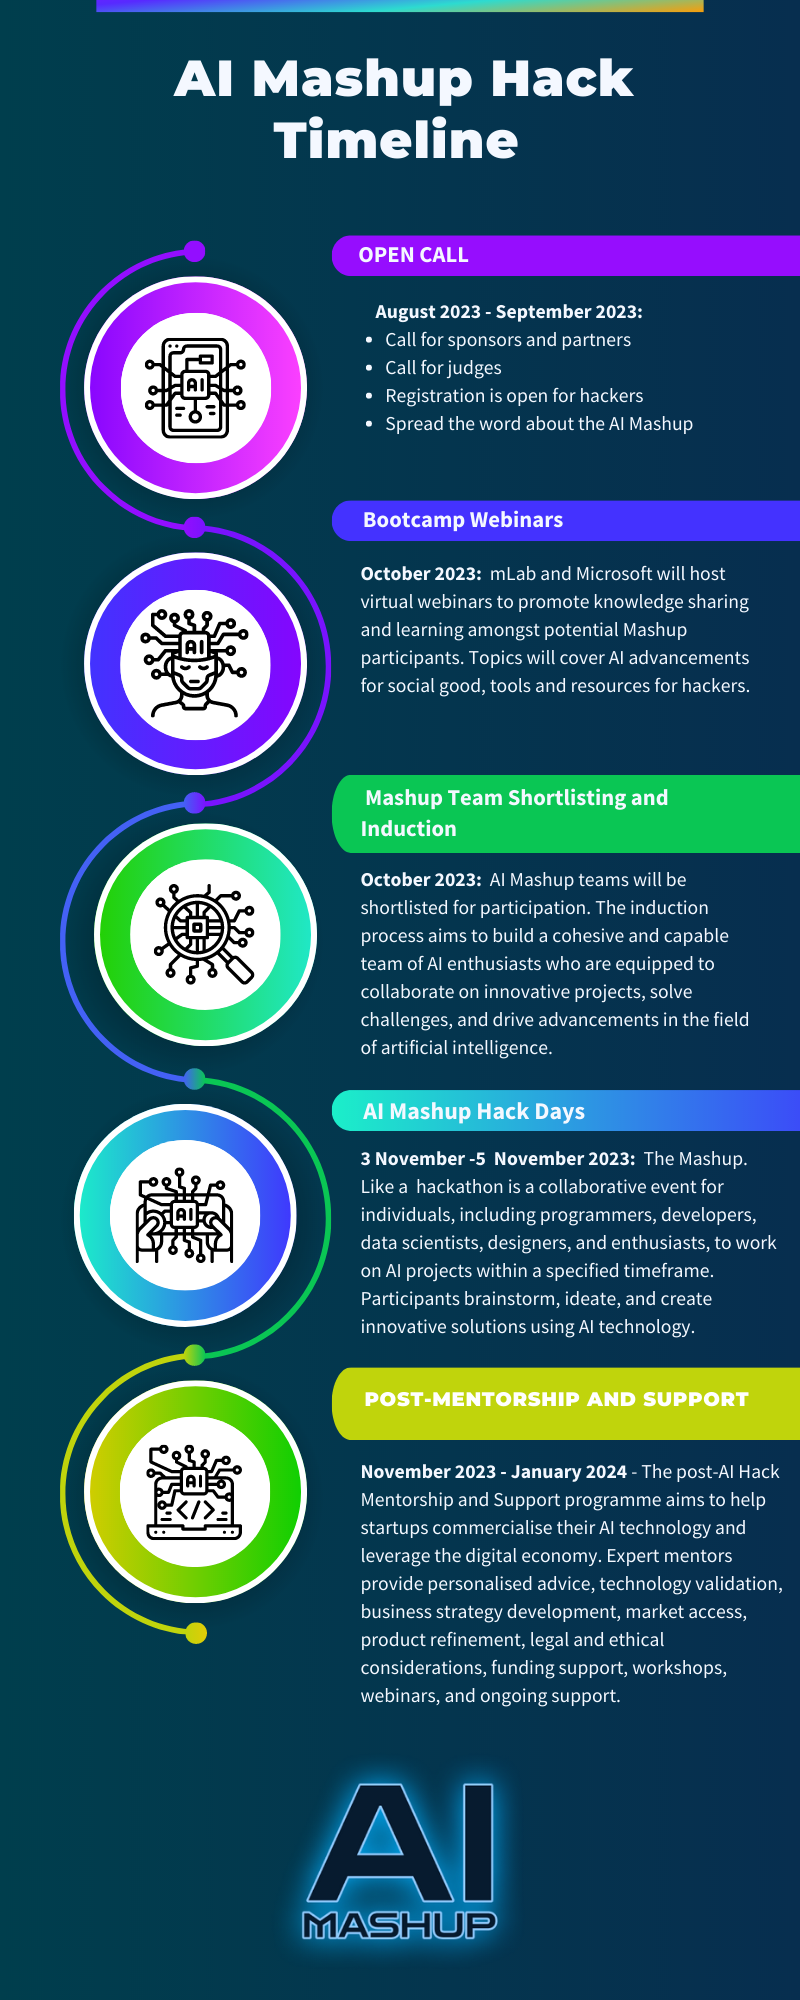 AI Mashup Hack
Timeline
OPEN CALL
August 2023 - September 2023:
• Call for sponsors and partners
• Call for judges
• Registration is open for hackers
• Spread the word about the AI Mashup
AI
Bootcamp Webinars
October 2023: mLab and Microsoft will host
virtual webinars to promote knowledge sharing
and learning amongst potential Mashup
participants. Topics will cover AI advancements
for social good, tools and resources for hackers.
AI
Mashup Team Shortlisting and
Induction
October 2023: AI Mashup teams will be
shortlisted for participation. The induction
process aims to build a cohesive and capable
team of AI enthusiasts who are equipped to
collaborate on innovative projects, solve
challenges, and drive advancements in the field
of artificial intelligence.
AI Mashup Hack Days
3 November -5 November 2023: The Mashup.
Like a hackathon is a collaborative event for
individuals, including programmers, developers,
data scientists, designers, and enthusiasts, to work
on AI projects within a specified timeframe.
Participants brainstorm, ideate, and create
innovative solutions using AI technology.
AI
POST-MENTORSHIP AND SUPPORT
November 2023 - January 2024 - The post-AI Hack
Mentorship and Support programme aims to help
startups commercialise their AI technology and
leverage the digital economy. Expert mentors
provide personalised advice, technology validation,
business strategy development, market access,
product refinement, legal and ethical
considerations, funding support, workshops,
webinars, and ongoing support.
AI
</>
AI
MASHUP